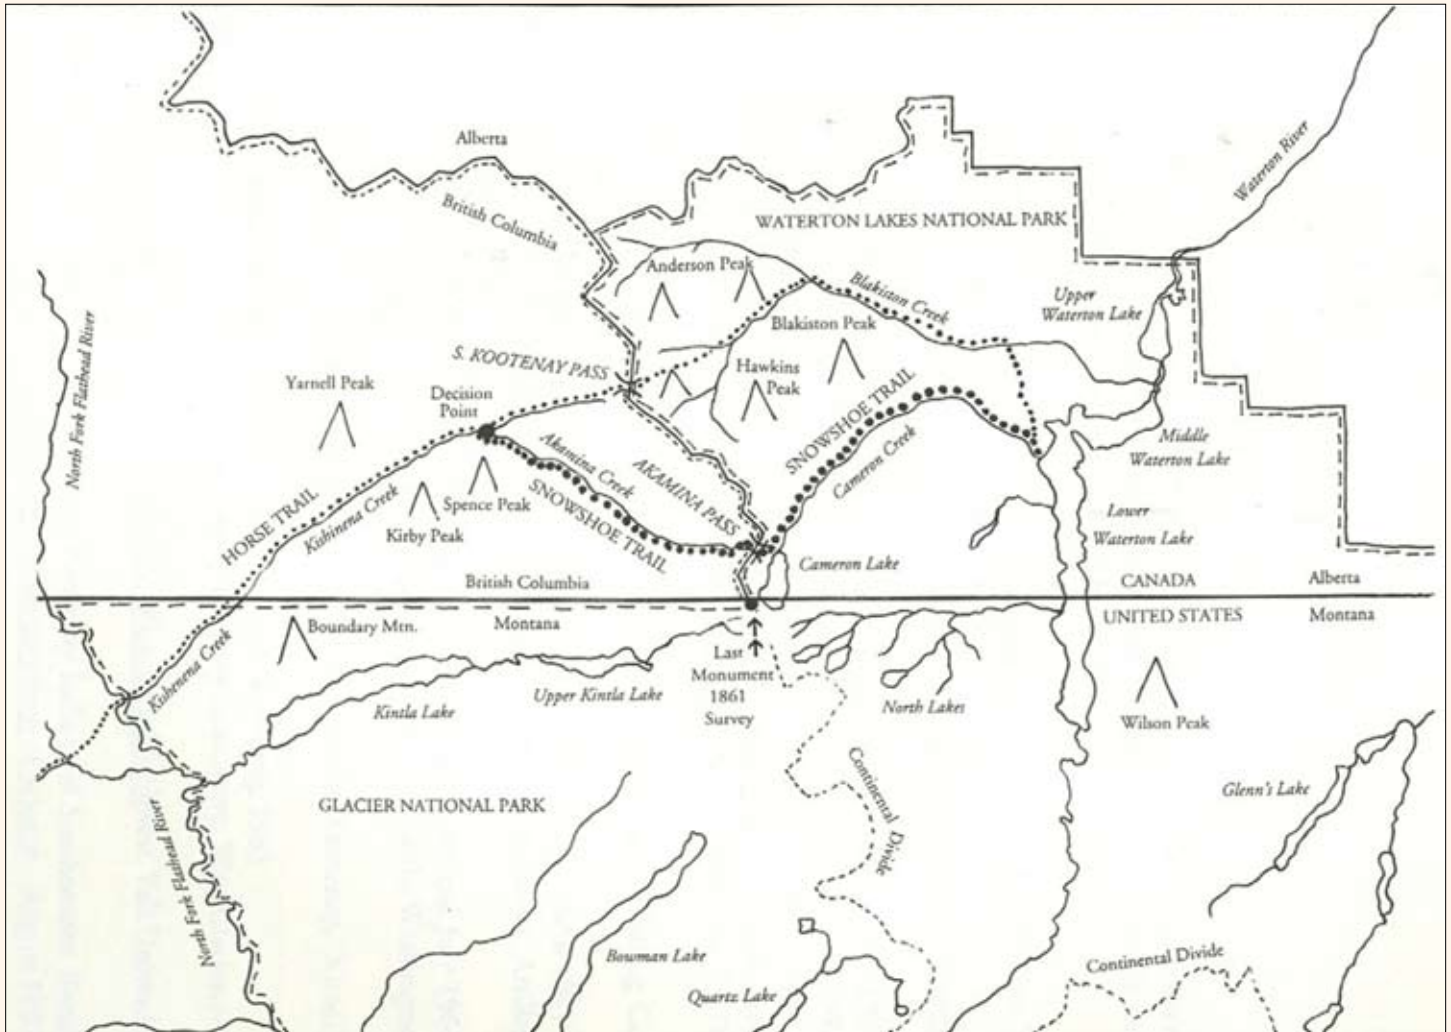 Alberta
British Columbia
WATERTON LAKES NATIONAL PARK
Waterton River
Anderson Peak
Blakiston Creek
Upper
Waterton Lake
Blakiston Peak
North Fork Flathead River
S. KOOTENAY PASS
Yarnell Peak
Decision
Point
Hawkins
Peak
SNOWSHOE TRAIL
Cameron Creek
Middle
Waterton Lake
Akamina Creek
AKAMINA PASS
HORSE TRAIL
Kishinena Creek
Spence Peak
Kirby Peak
SNOWSHOE TRAIL
Lower
Waterton Lake
Cameron Lake
British Columbia
CANADA
Alberta
Montana
UNITED STATES
Montana
Boundary Mtn.
Kishenena Creek
Last
Monument
1861
Survey
Upper Kintla Lake
Kintla Lake
North Lakes
Wilson Peak
Continental
Divide
GLACIER NATIONAL PARK
Glenn's Lake
North Fork Flathead River
Bowman Lake
Continental Divide
Quartz Lake